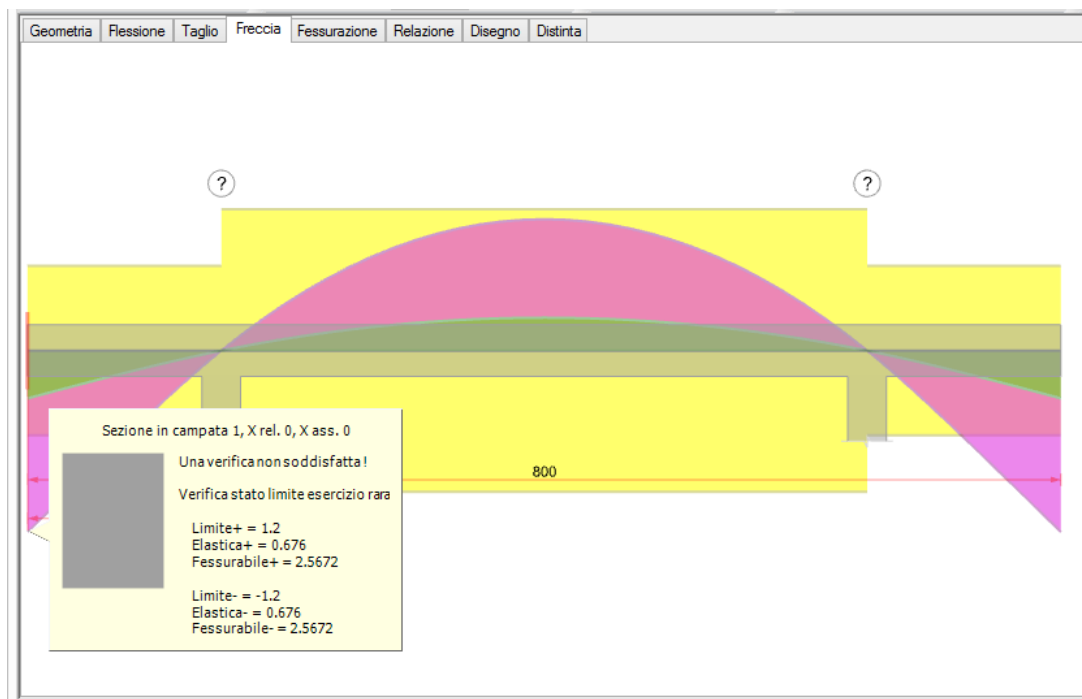 Geometria Flessione Taglio Freccia Fessurazione Relazione Disegno Distinta
? ?
Sezione in campata 1, X rel. 0, X ass. 0
Una verifica non soddisfatta !
800
Verifica stato limite esercizio rara
Limite+ = 1.2
Elastica+ = 0.676
Fessurabile+ = 2.5672
Limite- = -1.2
Elastica- = 0.676
Fessurabile- = 2.5672